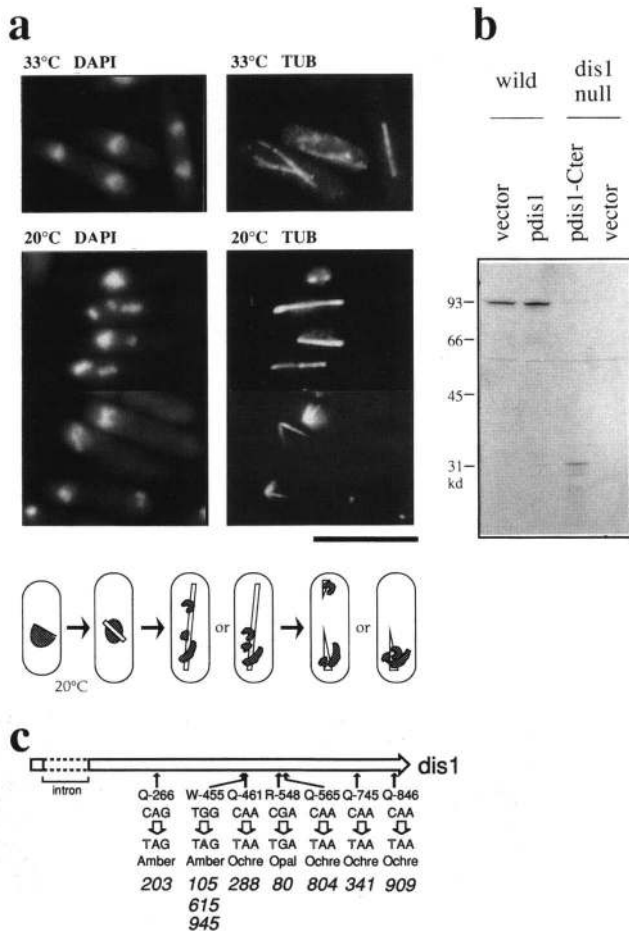 a
33°C DAPI
33°C TUB
20°C DAPI
20°C TUB
or
or
20°C
b
wild
dis1
null
vector
pdis1
pdis1-Cter
vector
93
66
45
31
kd
c
dis1
intron
Q-266 W-455 Q-461 R-548 Q-565 Q-745 Q-846
CAG TGG CAA CGA CAA CAA CAA
TAG TAG TAA TGA TAA TAA TAA
Amber Amber Ochre Opal Ochre Ochre Ochre
203 105 288 80 804 341 909
615
945